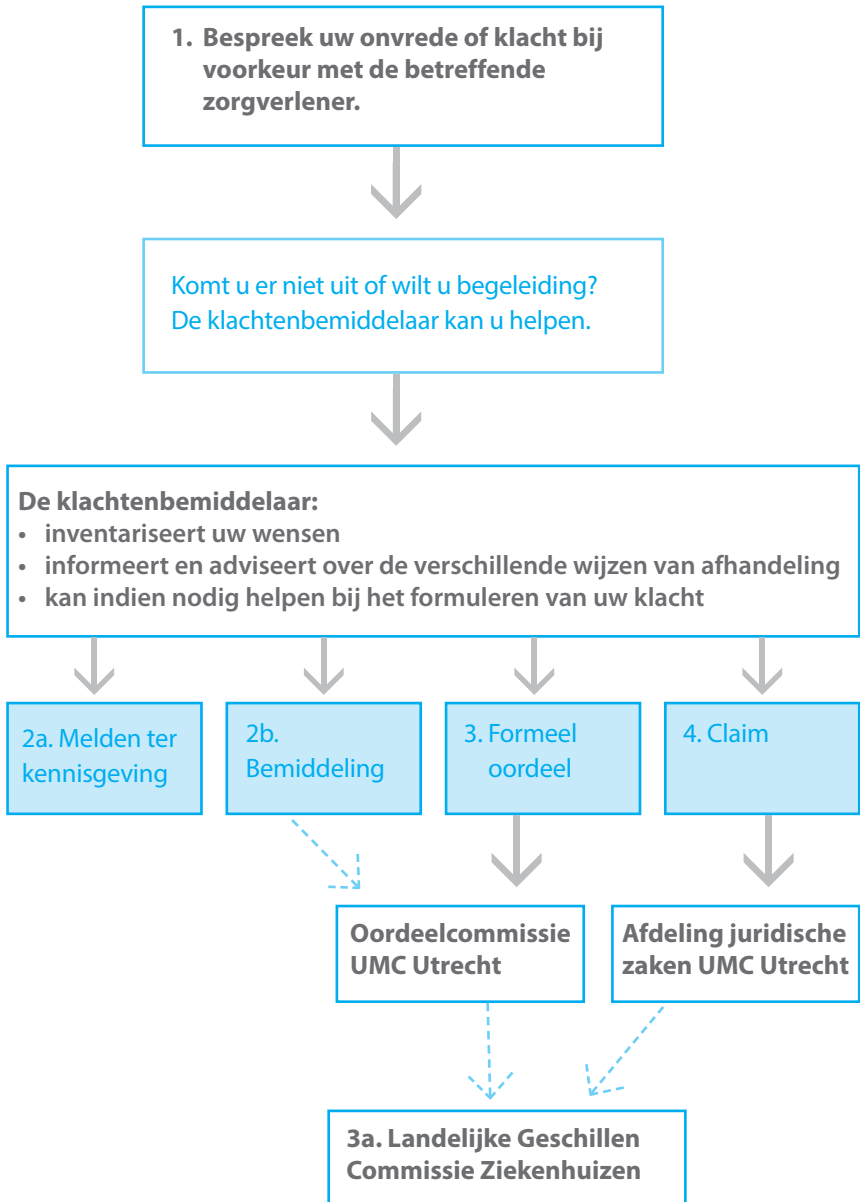 1. Bespreek uw onvrede of klacht bij
voorkeur met de betreffende
zorgverlener.
Komt u er niet uit of wilt u begeleiding?
De klachtenbemiddelaar kan u helpen.
De klachtenbemiddelaar:
• inventariseert uw wensen
• informeert en adviseert over de verschillende wijzen van afhandeling
• kan indien nodig helpen bij het formuleren van uw klacht
2a. Melden ter
kennisgeving
2b.
Bemiddeling
3. Formeel
oordeel
4. Claim
Oordeelcommissie
UMC Utrecht
Afdeling juridische
zaken UMC Utrecht
3a. Landelijke Geschillen
Commissie Ziekenhuizen